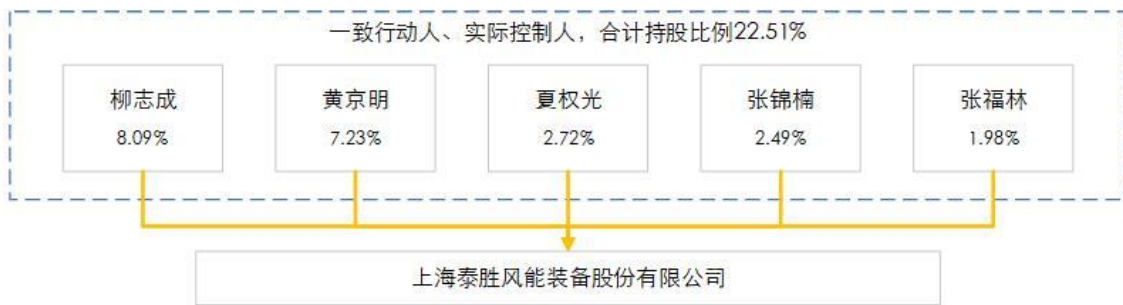 一致行动人、实际控制人，合计持股比例22.51%
柳志成
8.09%
黄京明
7.23%
夏权光
2.72%
张锦楠
2.49%
张福林
1.98%
上海泰胜风能装备股份有限公司